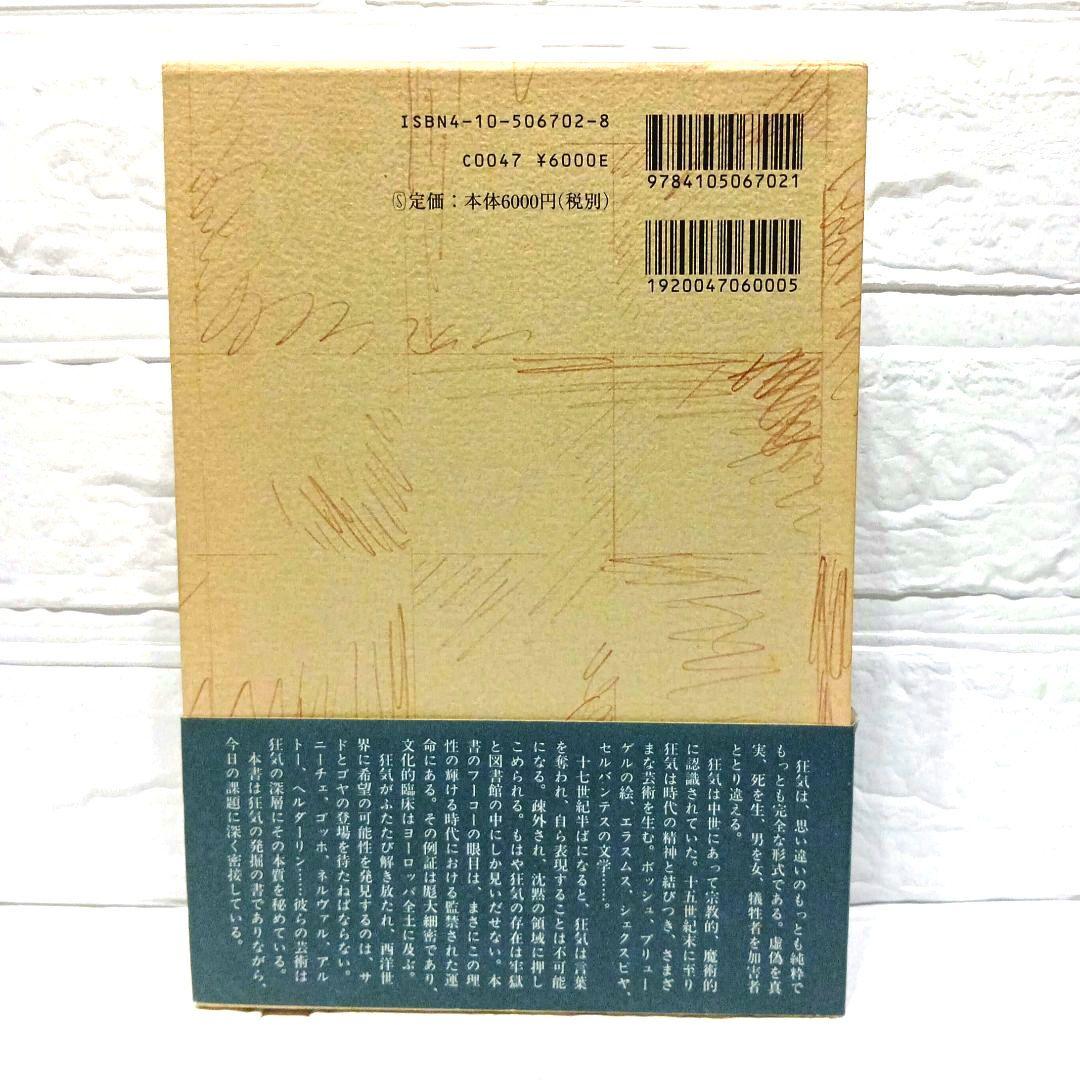 ISBN4-10-506702-8
C0047 ¥6000E
Ⓢ定価：本体6000円(税別)
9784105067021
1920047060005
狂気は、思い違いのもっとも純粋で
もっとも完全な形式である。虚偽を真
実、死を生、男を女、犠牲者を加害者
ととり違える。
狂気は中世にあって宗教的、魔術的
に認識されていた。十五世紀末に至り
狂気は時代の精神と結びつき、さまざ
まな芸術を生む。ボッシュ、ブリュー
ゲルの絵、エラスムス、シェクスピヤ、
セルバンテスの文学……。
十七世紀半ばになると、狂気は言葉
を奪われ、自ら表現することは不可能
になる。疎外され、沈黙の領域に押し
こめられる。もはや狂気の存在は牢獄
と図書館の中にしか見いだせない。本
書のフーコーの眼目は、まさにこの理
性の輝ける時代における監禁された運
命にある。その例証は厖大細密であり、
文化的臨床はヨーロッパ全土に及ぶ。
狂気がふたたび解き放たれ、西洋世
界に希望の可能性を発見するのは、サ
ドとゴヤの登場を待たねばならない。
ニーチェ、ゴッホ、ネルヴァル、アル
トー、ヘルダーリン……彼らの芸術は
狂気の深層にその本質を秘めている。
本書は狂気の発掘の書でありながら、
今日の課題に深く密接している。